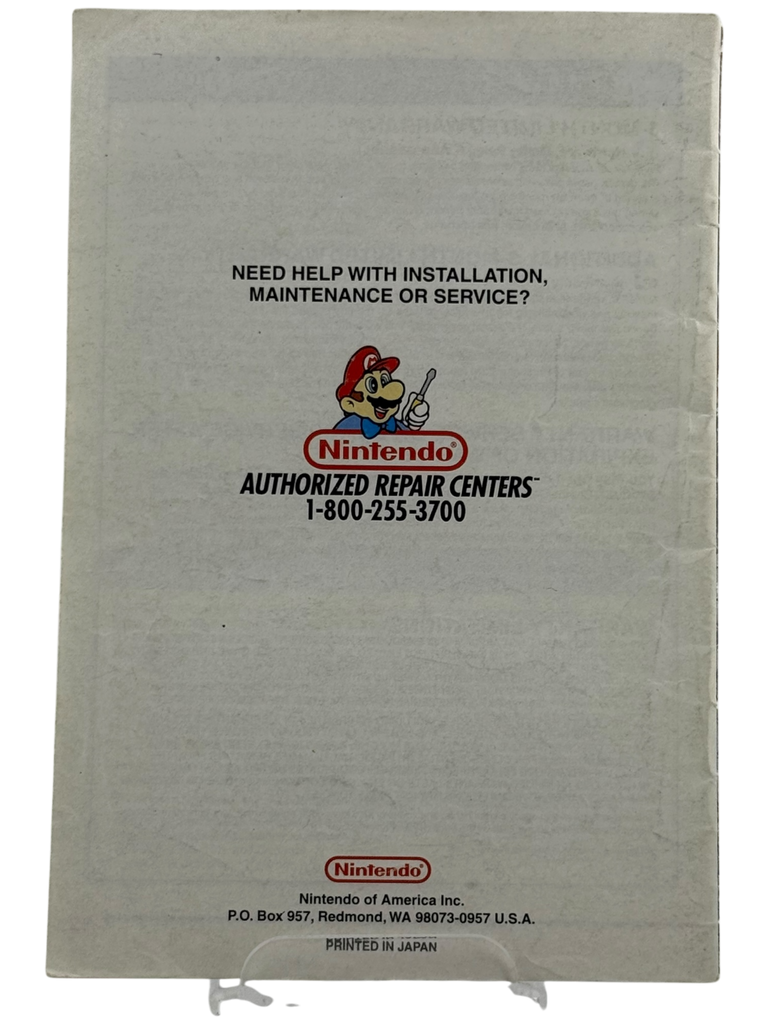 NEED HELP WITH INSTALLATION,
MAINTENANCE OR SERVICE?
M
Nintendo®
AUTHORIZED REPAIR CENTERS™
1-800-255-3700
Nintendo®
Nintendo of America Inc.
P.O. Box 957, Redmond, WA 98073-0957 U.S.A.
PRINTED IN JAPAN